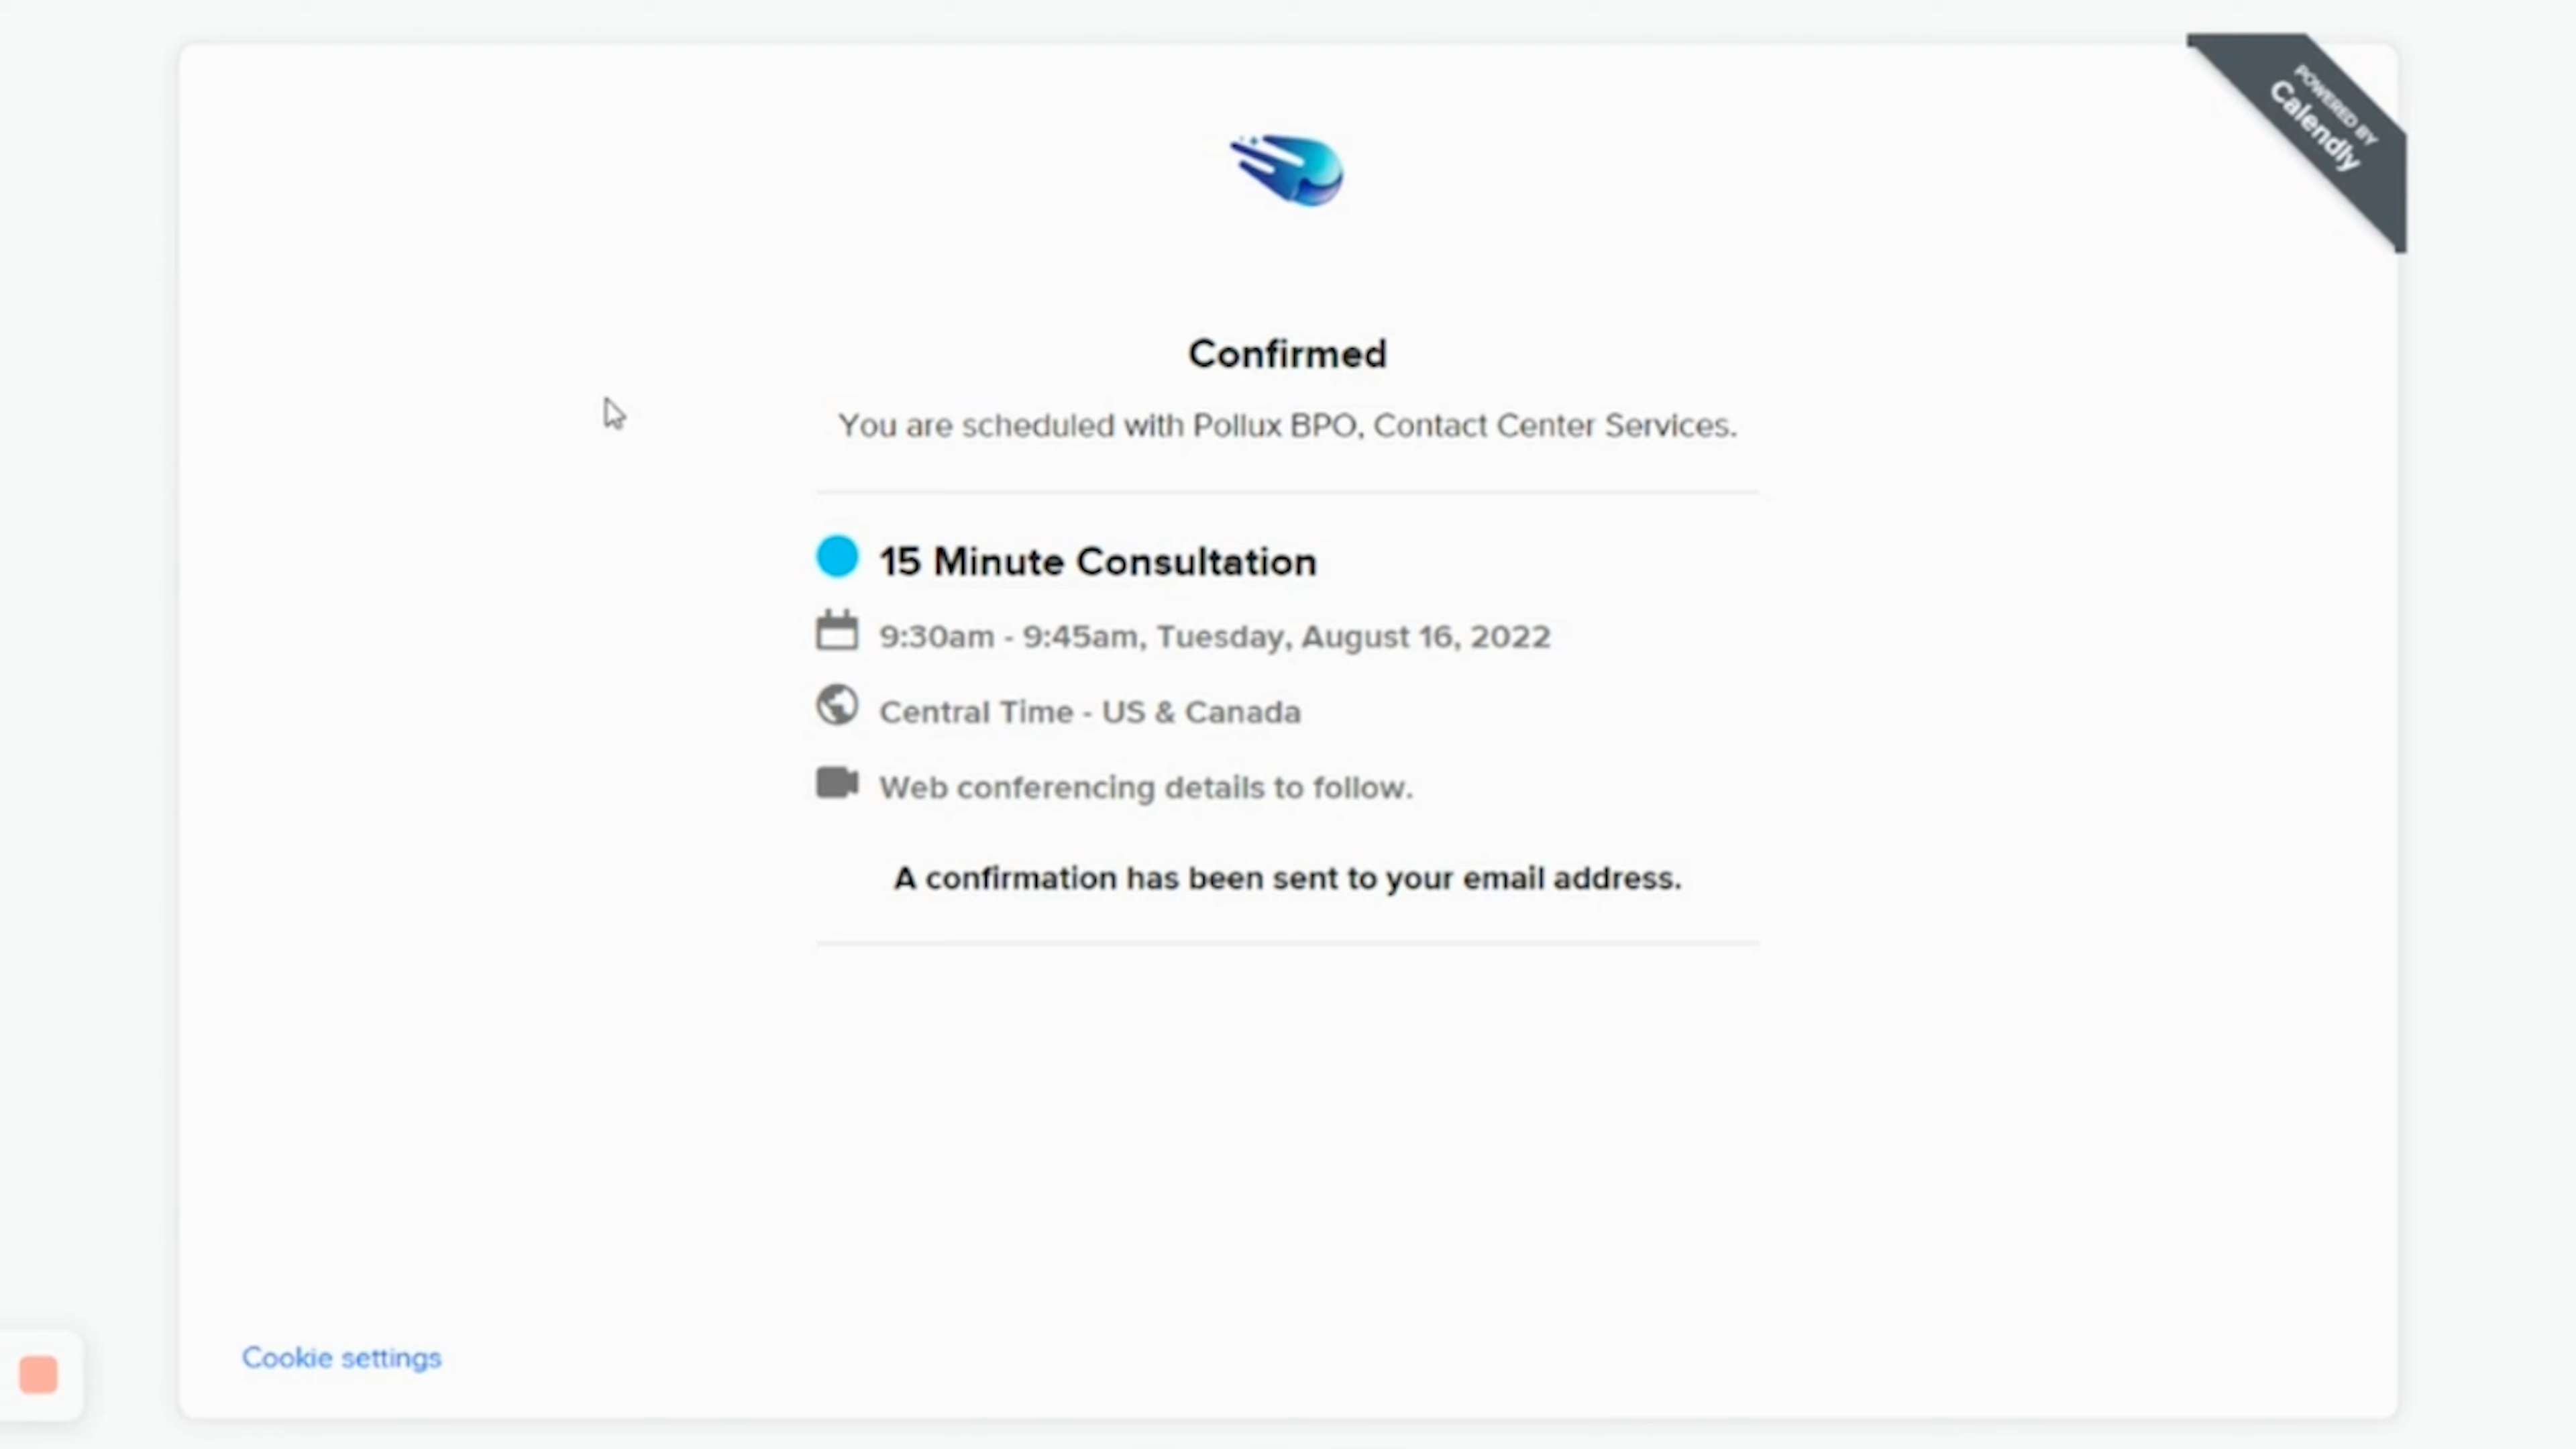 POWERED BY
Calendly
Confirmed
You are scheduled with Pollux BPO, Contact Center Services.
15 Minute Consultation
9:30am - 9:45am, Tuesday, August 16, 2022
Central Time - US & Canada
Web conferencing details to follow.
A confirmation has been sent to your email address.
Cookie settings